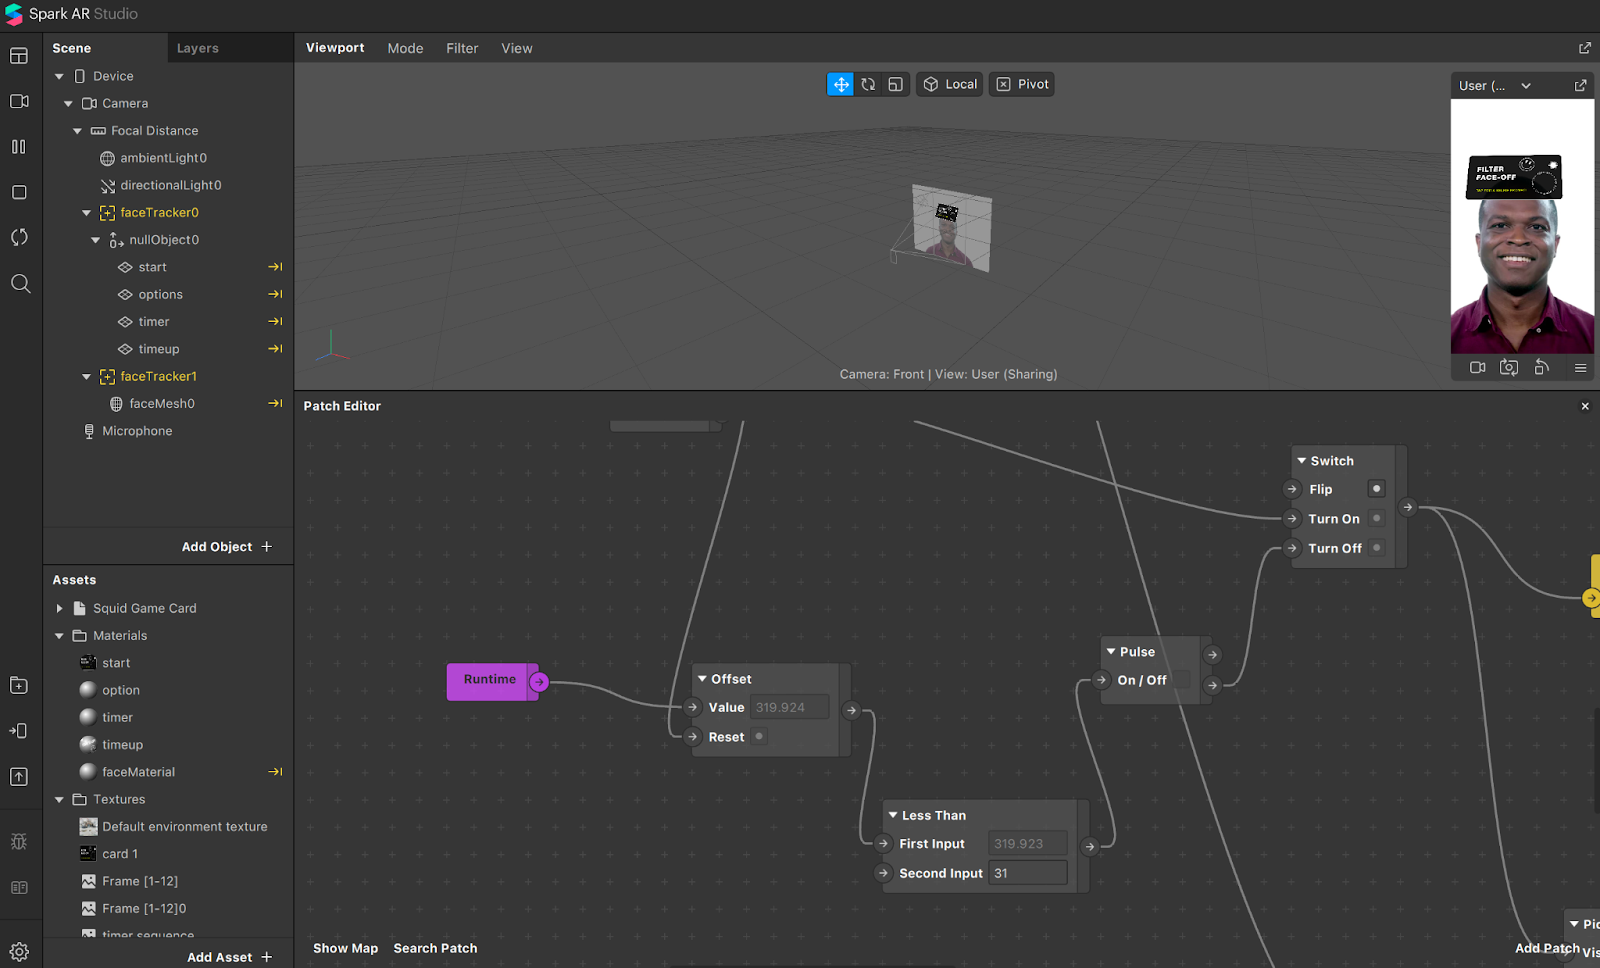 Spark AR Studio
Scene
Layers
Device
Camera
Focal Distance
ambientLight0
directionalLight0
faceTracker0
nullObject0
start
options
timer
timeup
faceTracker1
faceMesh0
Microphone
Add Object +
Assets
Squid Game Card
Materials
start
option
timer
timeup
faceMaterial
Textures
Default environment texture
card 1
Frame [1-12]
Frame [1-12]0
timer sequence
Add Asset +
Viewport Mode Filter View
Local
Pivot
Camera: Front | View: User (Sharing)
User (...
FILTER
FACE-OFF
Patch Editor
Switch
Flip
Turn On
Turn Off
Runtime
Offset
Value 319.924
Reset
Pulse
On / Off
Less Than
First Input 319.923
Second Input 31
Show Map Search Patch
Add Patch